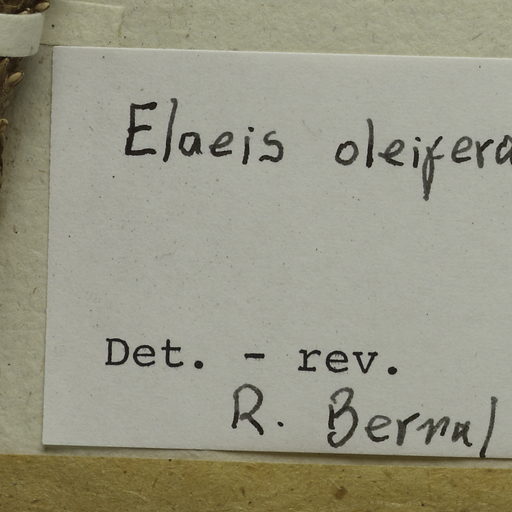 Elaeis oleifera
Det. - rev.
R. Bernal